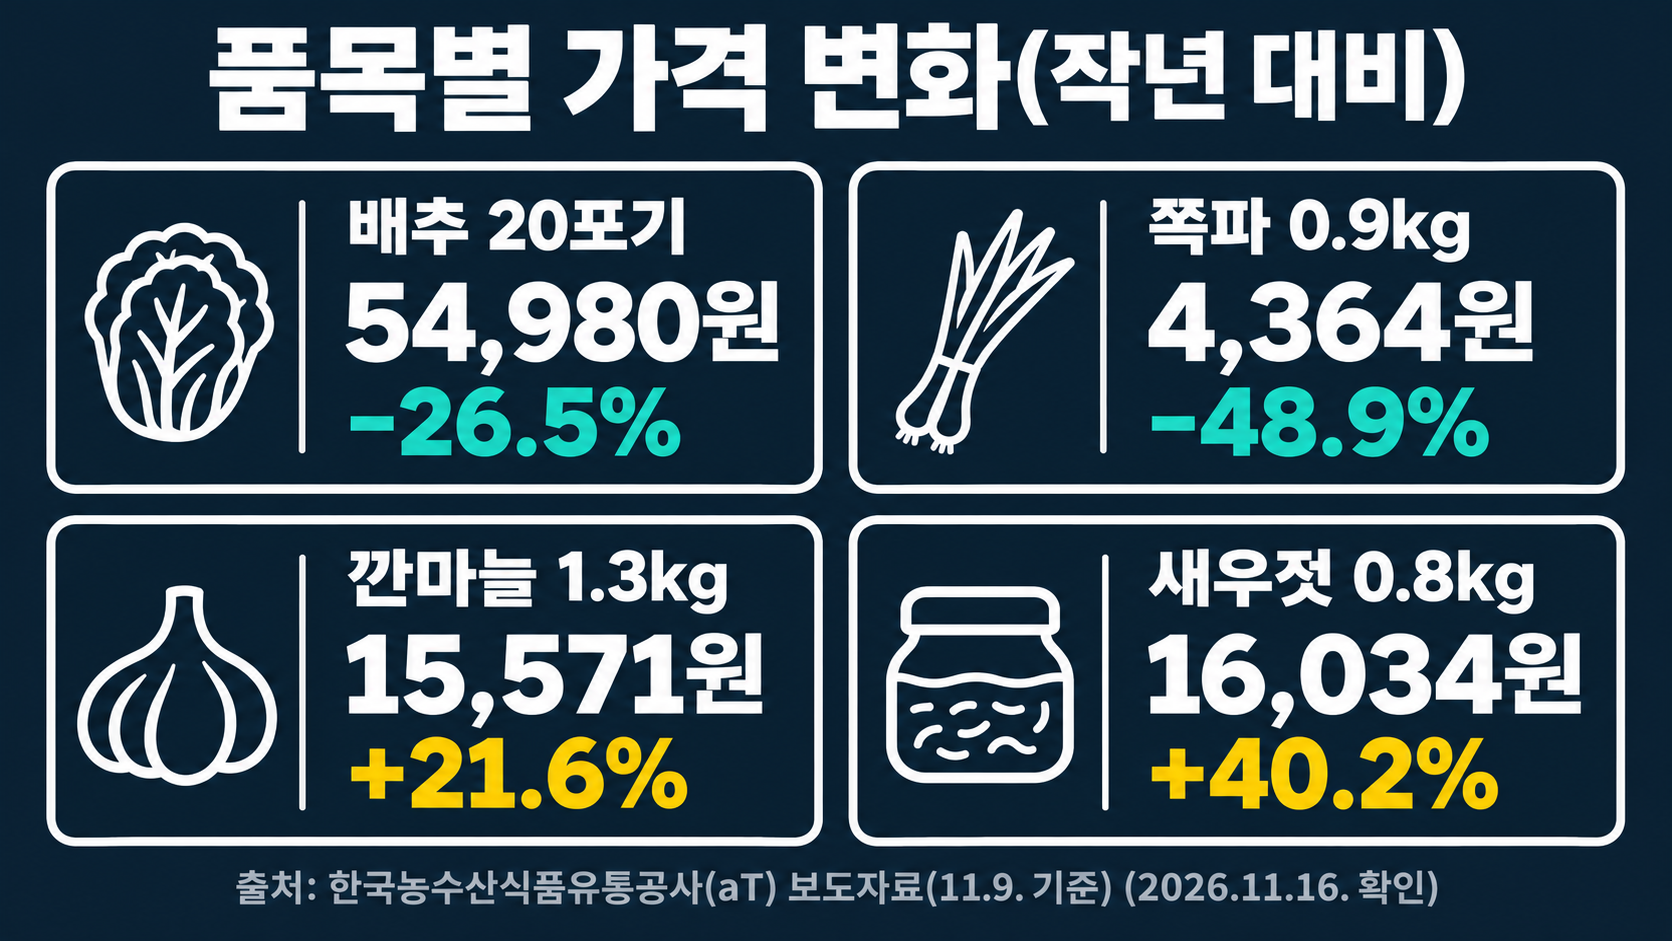 품목별 가격 변화(작년 대비)
배추 20포기
54,980원
-26.5%
쪽파 0.9kg
4,364원
-48.9%
깐마늘 1.3kg
15,571원
+21.6%
새우젓 0.8kg
16,034원
+40.2%
출처: 한국농수산식품유통공사(aT) 보도자료(11.9. 기준) (2026.11.16. 확인)